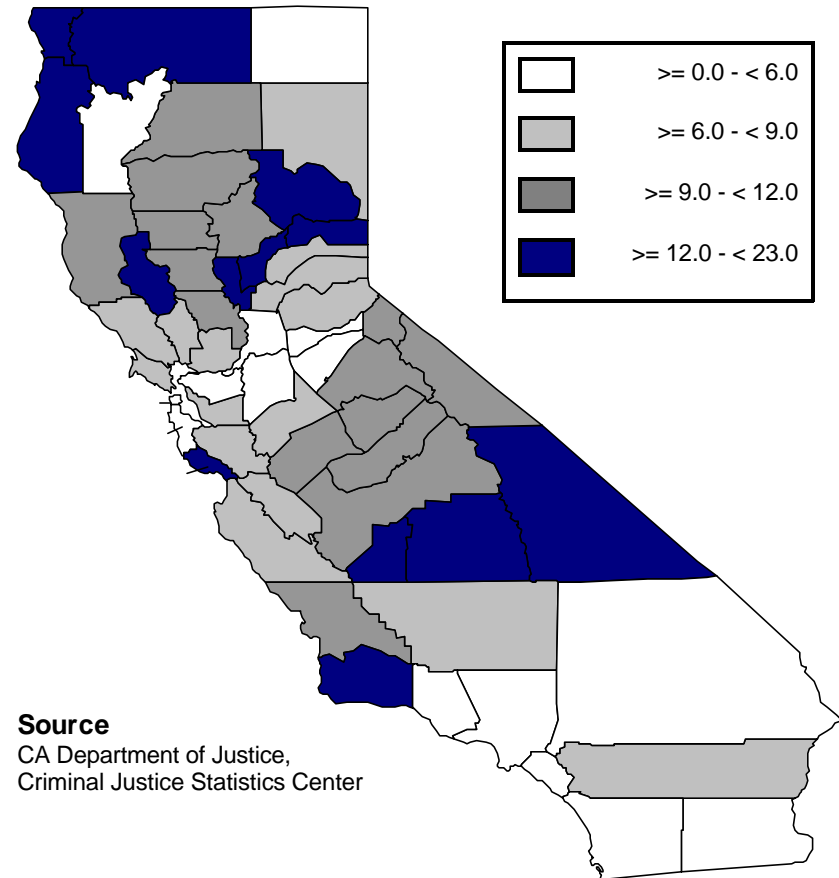 >= 0.0 - < 6.0
>= 6.0 - < 9.0
>= 9.0 - < 12.0
>= 12.0 - < 23.0
Source
CA Department of Justice,
Criminal Justice Statistics Center